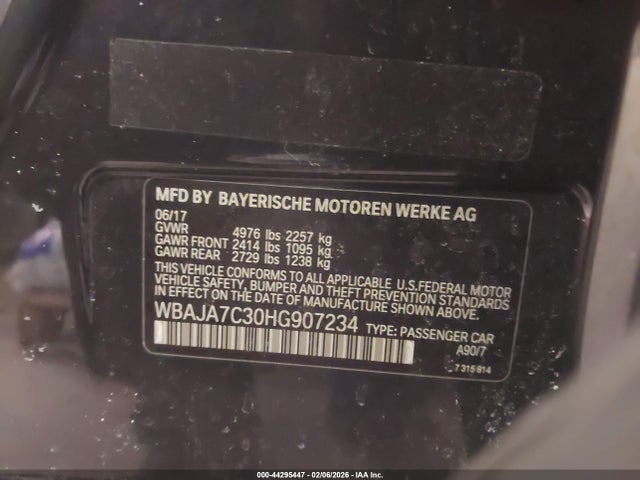 MFD BY BAYERISCHE MOTOREN WERKE AG
06/17
GVWR 4976 lbs 2257 kg
GAWR FRONT 2414 lbs 1095 kg
GAWR REAR 2729 lbs 1238 kg
THIS VEHICLE CONFORMS TO ALL APPLICABLE U.S.FEDERAL MOTOR
VEHICLE SAFETY, BUMPER AND THEFT PREVENTION STANDARDS
IN EFFECT ON THE DATE OF MANUFACTURE SHOWN ABOVE.
WBAJA7C30HG907234 TYPE: PASSENGER CAR
A90/7
7315814
000-44295447 - 02/06/2026 - IAA Inc.